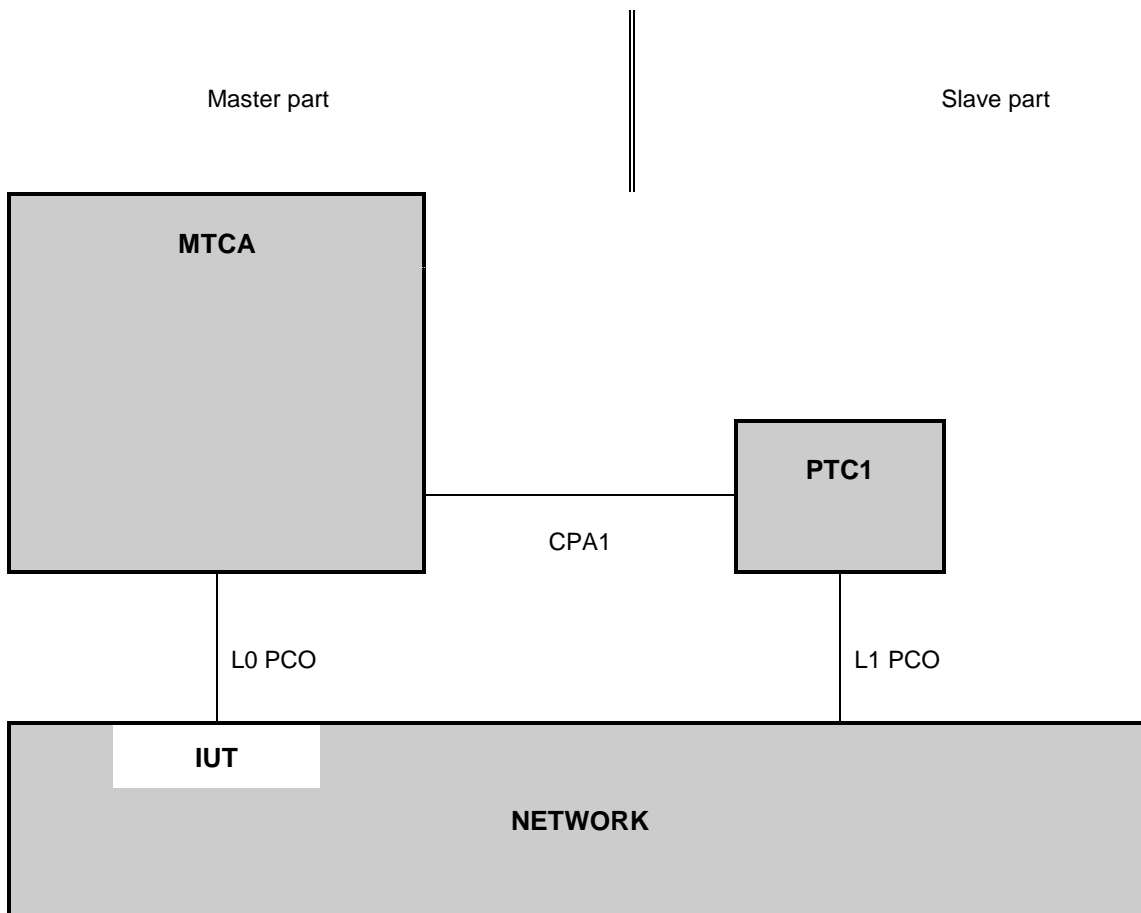 Master part
Slave part
MTCA
PTC1
CPA1
L0 PCO
L1 PCO
IUT
NETWORK